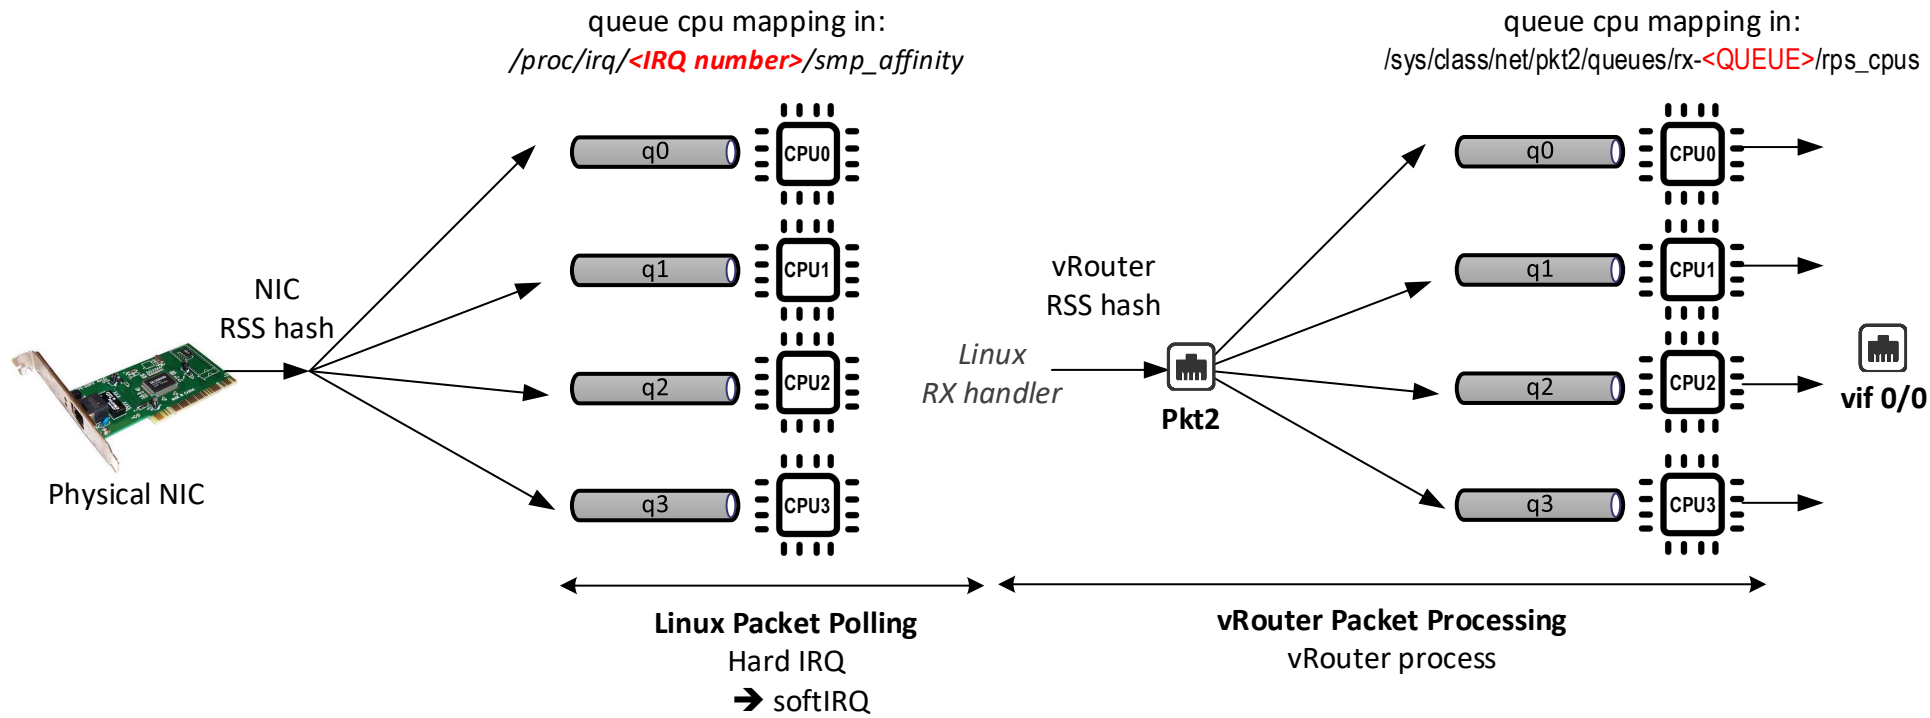 queue cpu mapping in:
/proc/irq/<IRQ number>/smp_affinity
queue cpu mapping in:
/sys/class/net/pkt2/queues/rx-<QUEUE>/rps_cpus
q0
CPU0
q0
CPU0
q1
CPU1
q1
CPU1
NIC
RSS hash
vRouter
RSS hash
Linux
RX handler
Pkt2
q2
CPU2
q2
CPU2
vif 0/0
Physical NIC
q3
CPU3
q3
CPU3
Linux Packet Polling
Hard IRQ
➔ softIRQ
vRouter Packet Processing
vRouter process